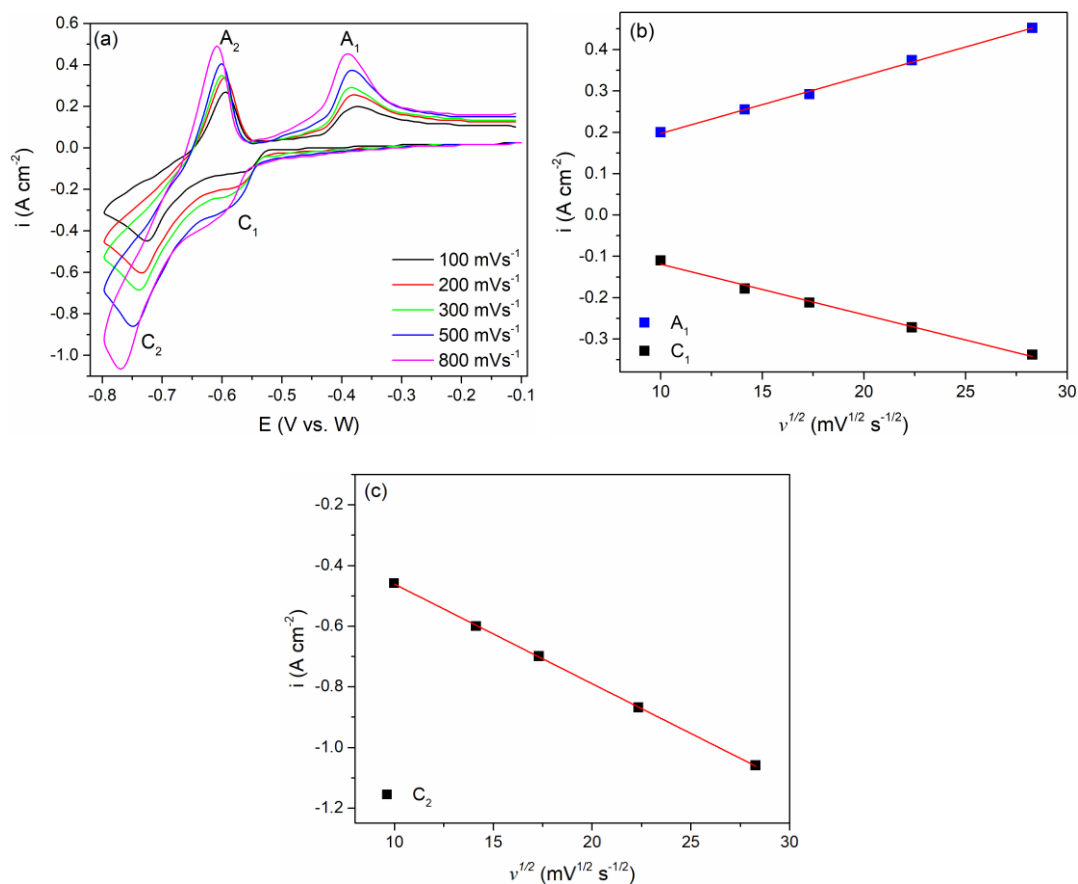 (a)
A₂
A₁
C₁
C₂
100 mVs⁻¹
200 mVs⁻¹
300 mVs⁻¹
500 mVs⁻¹
800 mVs⁻¹
i (A cm⁻²)
0.6
0.4
0.2
0.0
-0.2
-0.4
-0.6
-0.8
-1.0
-0.8 -0.7 -0.6 -0.5 -0.4 -0.3 -0.2 -0.1
E (V vs. W)
(b)
i (A cm⁻²)
0.4
0.3
0.2
0.1
0.0
-0.1
-0.2
-0.3
A₁
C₁
10 15 20 25 30
v¹/² (mV¹/² s⁻¹/²)
(c)
i (A cm⁻²)
-0.2
-0.4
-0.6
-0.8
-1.0
-1.2
C₂
10 15 20 25 30
v¹/² (mV¹/² s⁻¹/²)